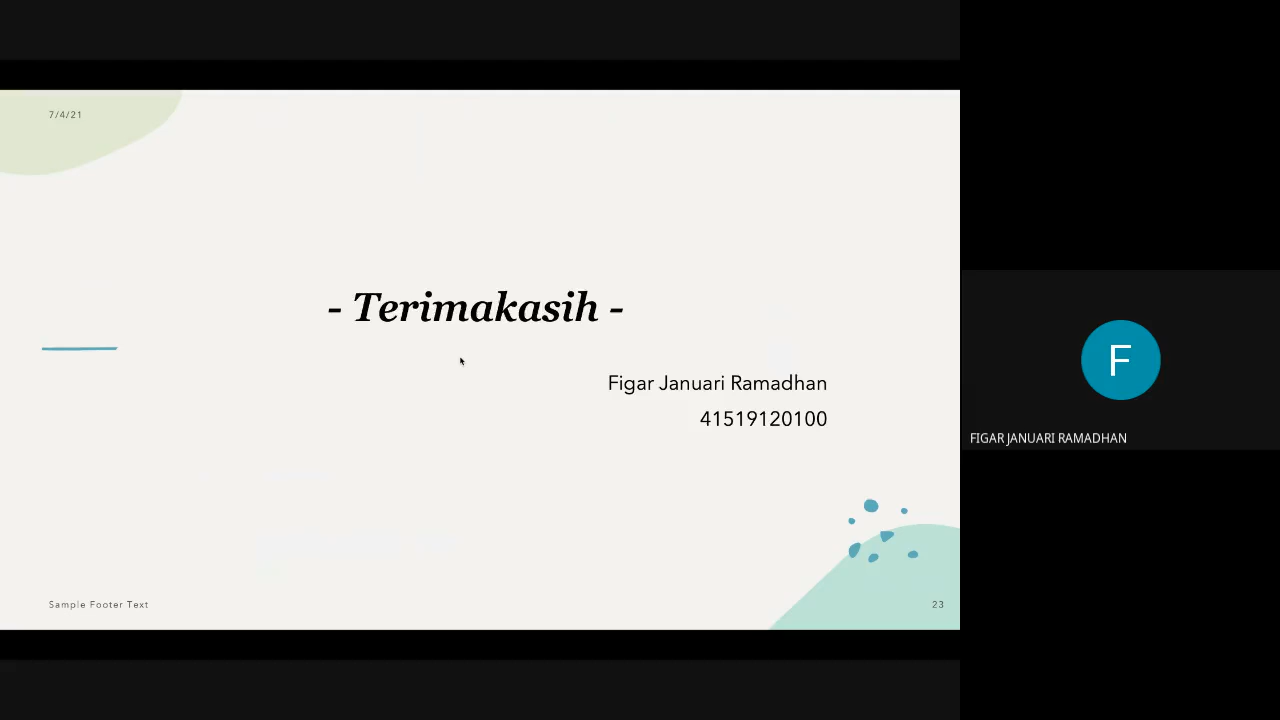 7/4/21
- Terimakasih -
Figar Januari Ramadhan
41519120100
Sample Footer Text
23
F
FIGAR JANUARI RAMADHAN